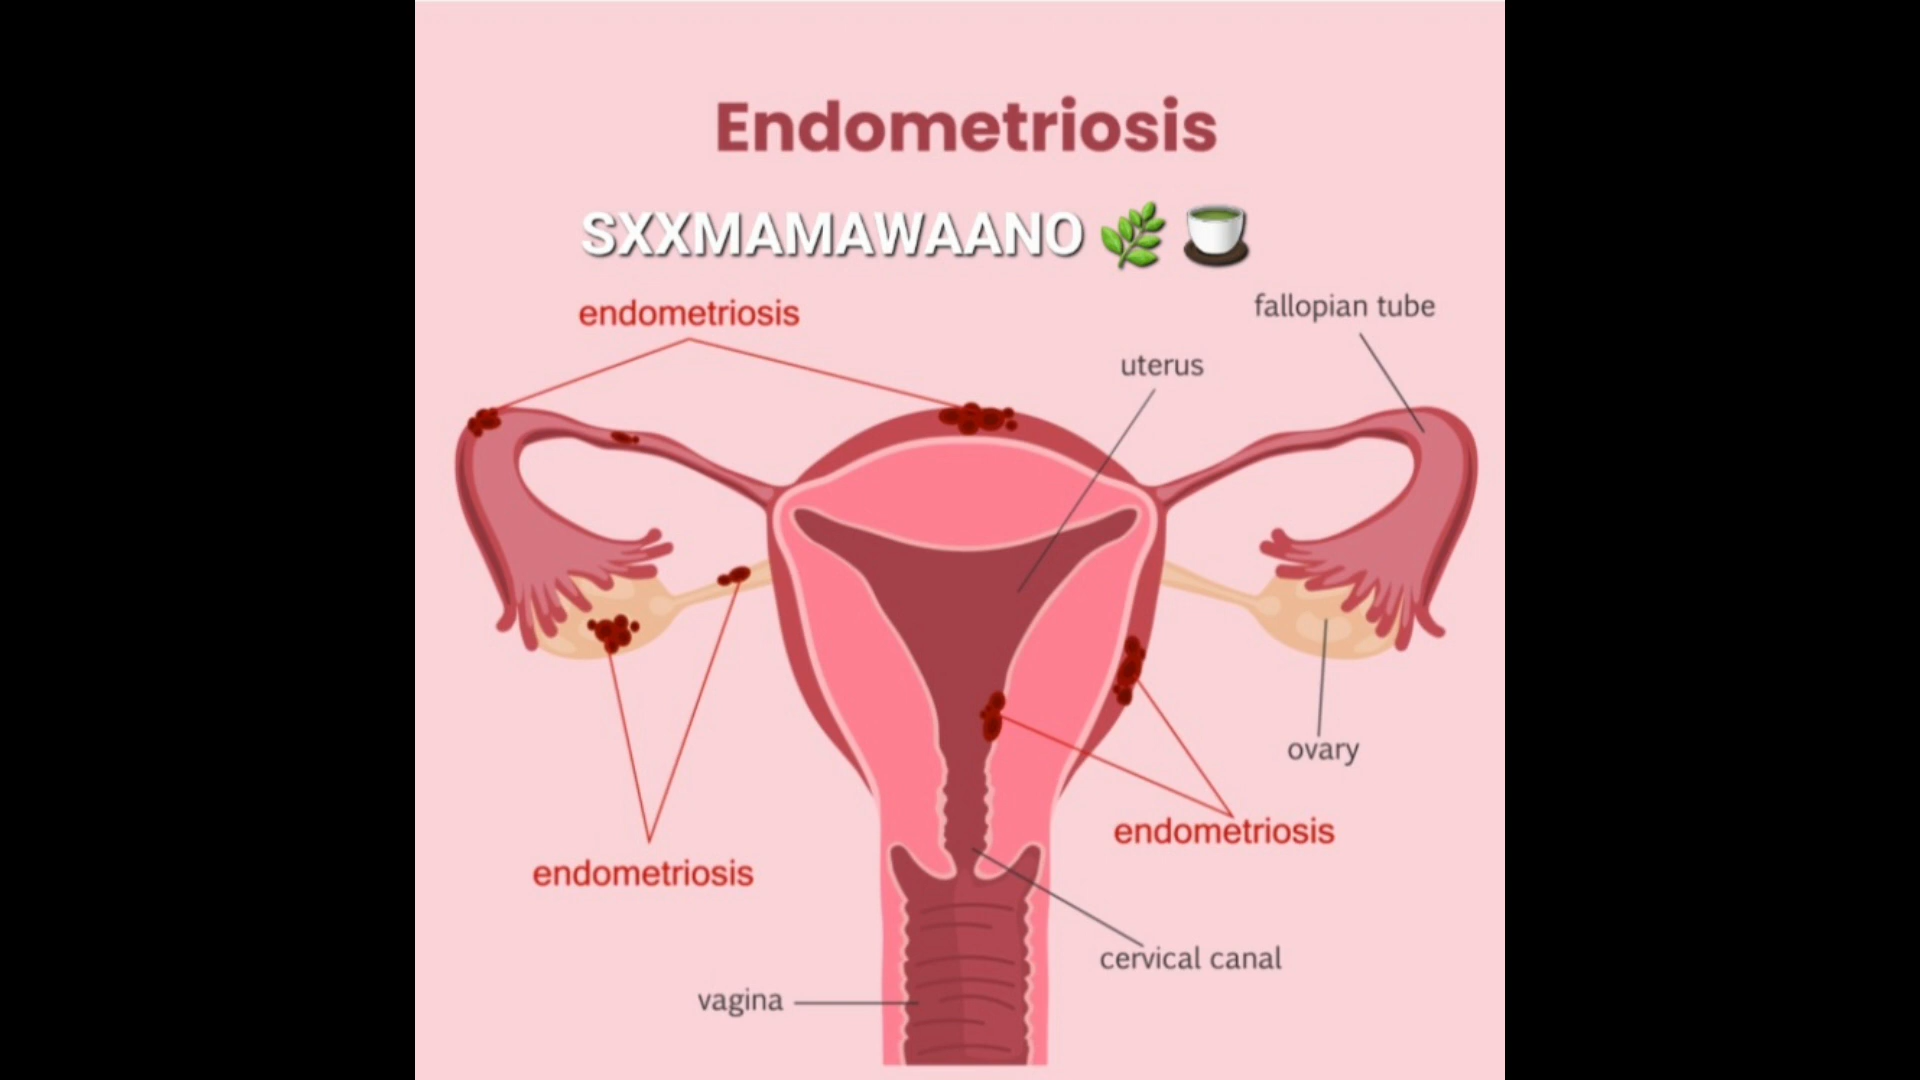 Endometriosis
SXXMAMAWAANO 🌿 🍵
endometriosis
fallopian tube
uterus
ovary
endometriosis
endometriosis
cervical canal
vagina